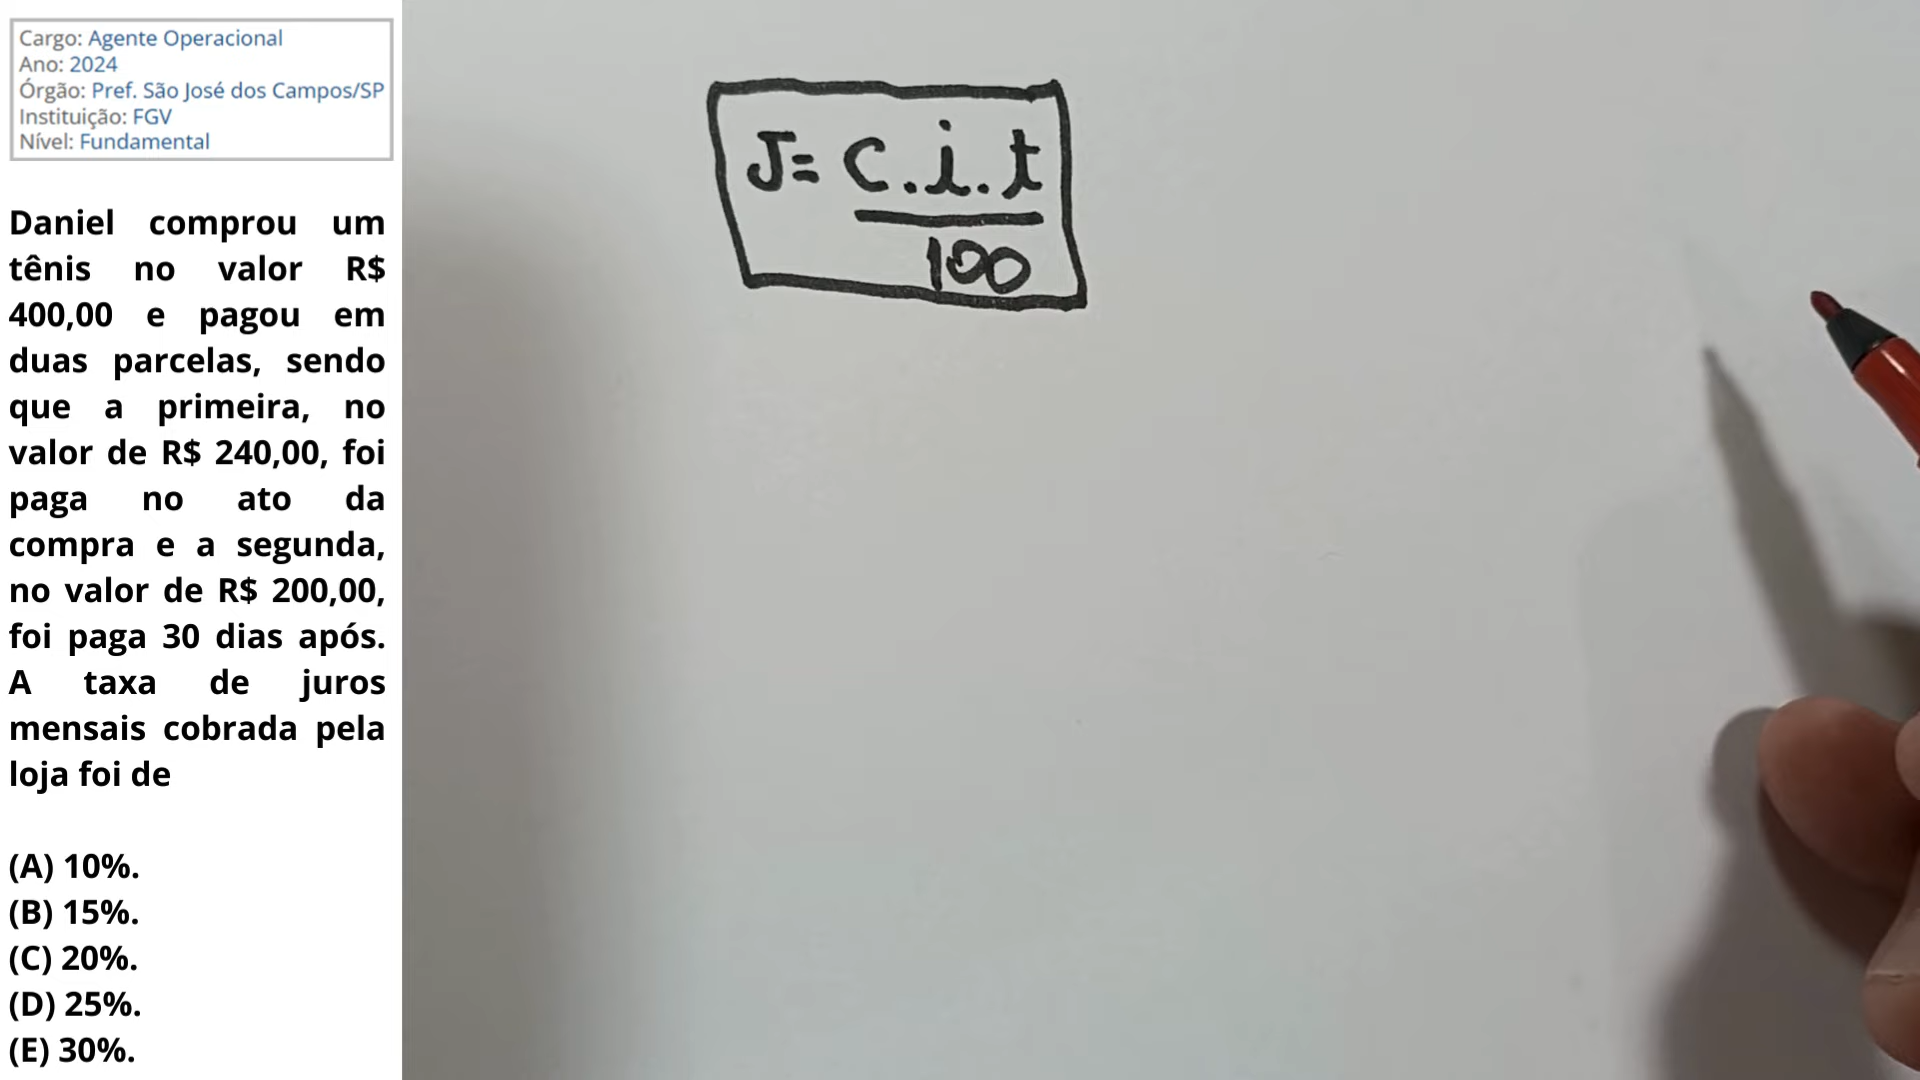 Cargo: Agente Operacional
Ano: 2024
Órgão: Pref. São José dos Campos/SP
Instituição: FGV
Nível: Fundamental
Daniel comprou um
tênis no valor R$
400,00 e pagou em
duas parcelas, sendo
que a primeira, no
valor de R$ 240,00, foi
paga no ato da
compra e a segunda,
no valor de R$ 200,00,
foi paga 30 dias após.
A taxa de juros
mensais cobrada pela
loja foi de
(A) 10%.
(B) 15%.
(C) 20%.
(D) 25%.
(E) 30%.
J= C.i.t
100